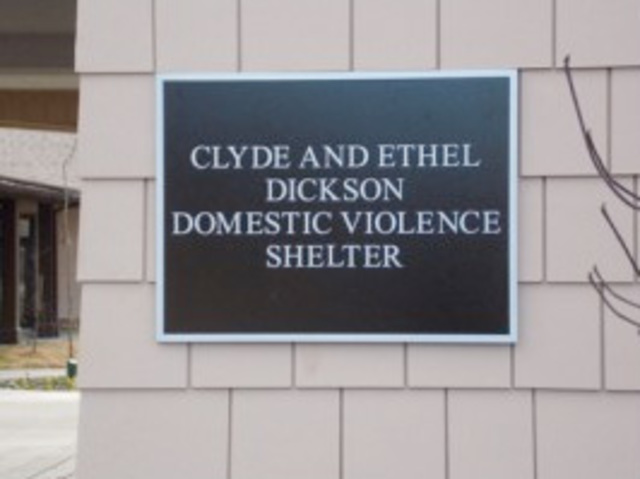 CLYDE AND ETHEL
DICKSON
DOMESTIC VIOLENCE
SHELTER